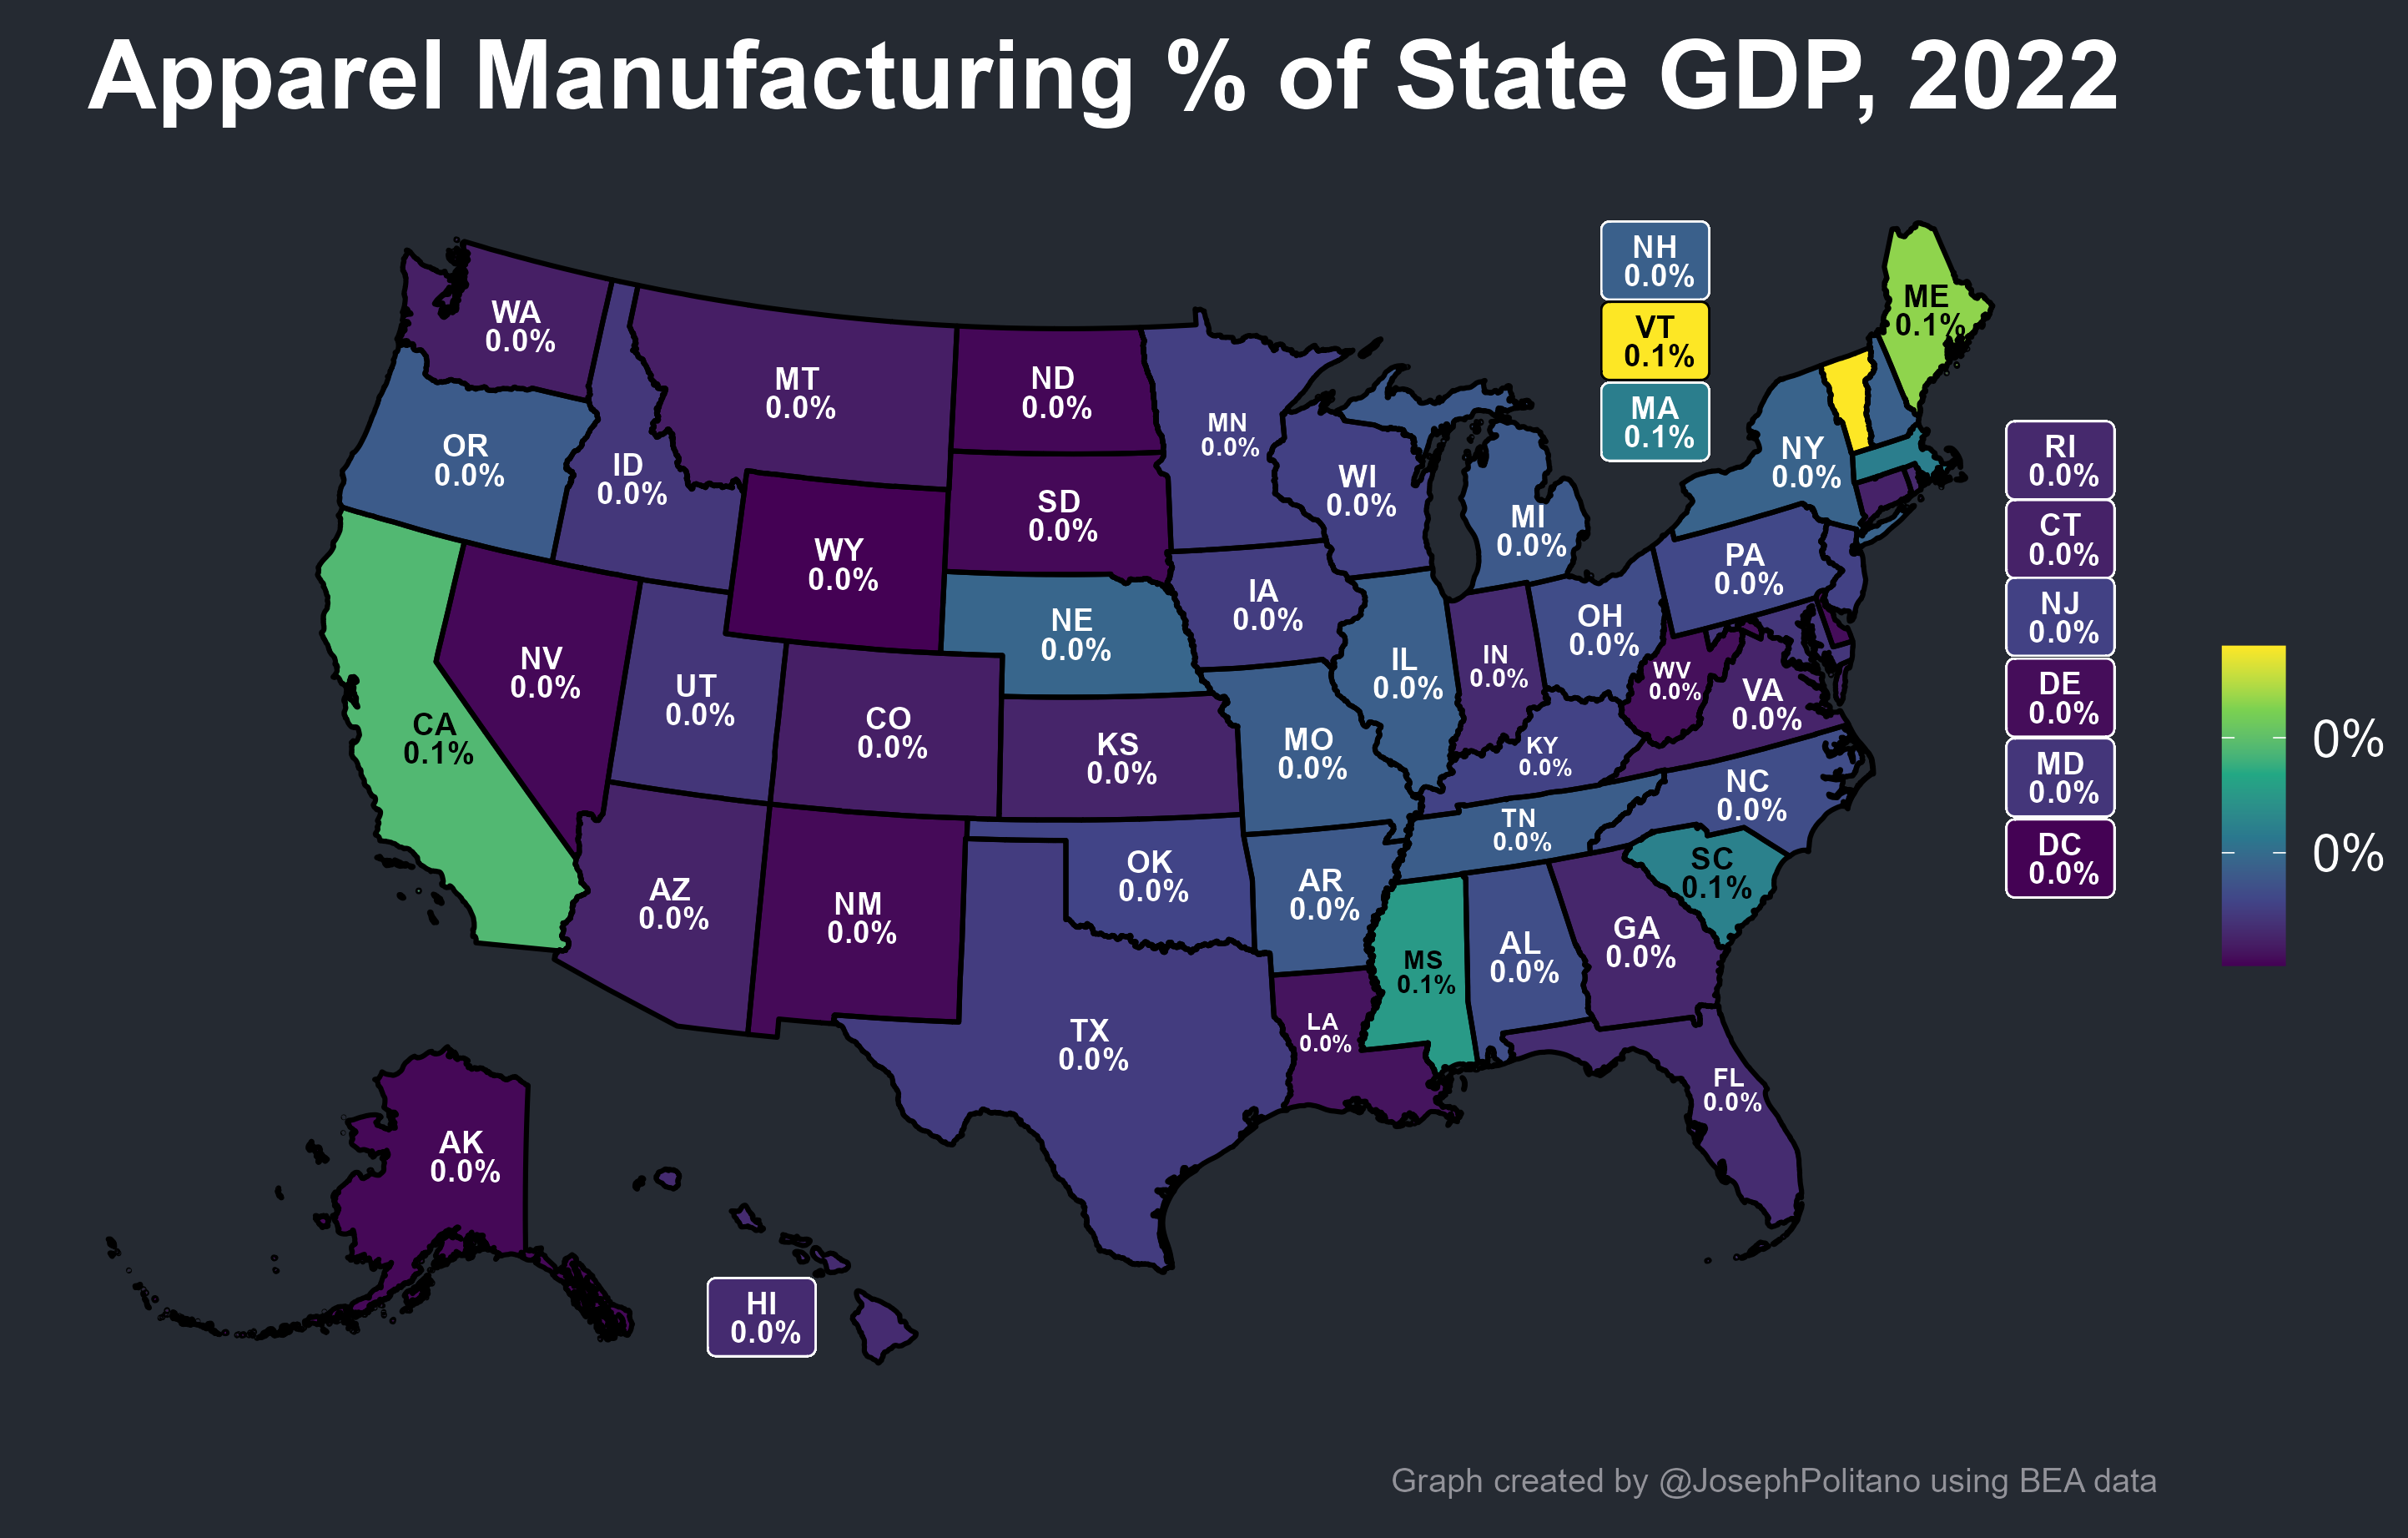 Apparel Manufacturing % of State GDP, 2022
NH
0.0%
VT
0.1%
MA
0.1%
ME
0.1%
WA
0.0%
MT
0.0%
ND
0.0%
MN
0.0%
OR
0.0%
ID
0.0%
SD
0.0%
WI
0.0%
MI
0.0%
NY
0.0%
RI
0.0%
CT
0.0%
WY
0.0%
NE
0.0%
IA
0.0%
PA
0.0%
NJ
0.0%
OH
0.0%
NV
0.0%
UT
0.0%
CO
0.0%
KS
0.0%
MO
0.0%
IL
0.0%
IN
0.0%
WV
0.0%
VA
0.0%
DE
0.0%
CA
0.1%
KY
0.0%
NC
0.0%
MD
0.0%
0%
AZ
0.0%
NM
0.0%
OK
0.0%
AR
0.0%
TN
0.0%
SC
0.1%
DC
0.0%
0%
TX
0.0%
LA
0.0%
MS
0.1%
AL
0.0%
GA
0.0%
FL
0.0%
AK
0.0%
HI
0.0%
Graph created by @JosephPolitano using BEA data